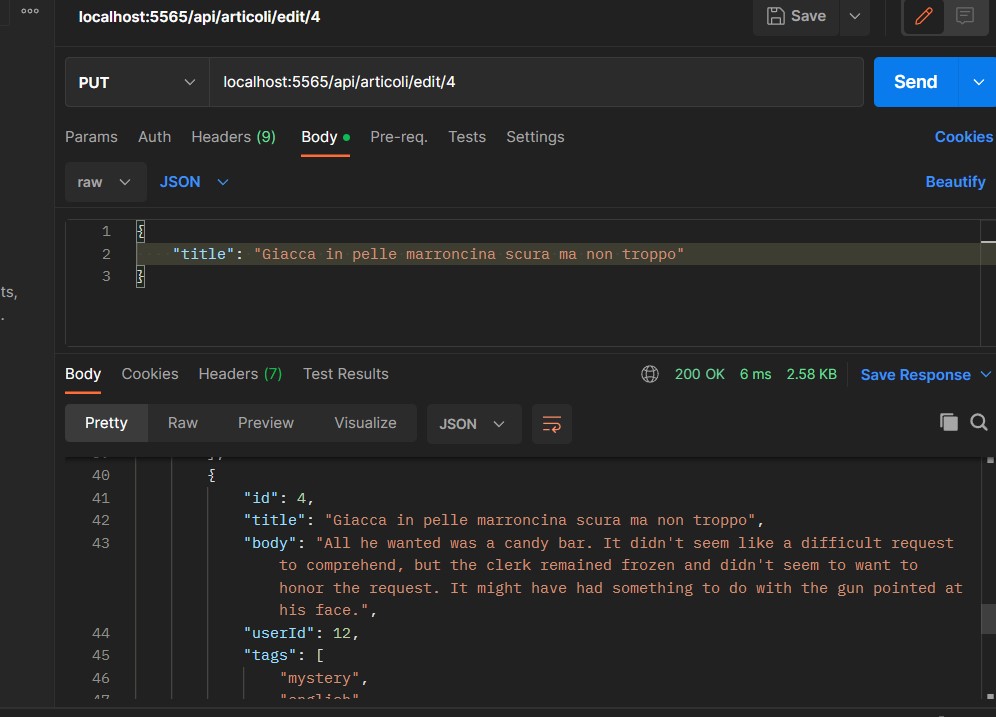 localhost:5565/api/articoli/edit/4
Save
PUT
localhost:5565/api/articoli/edit/4
Send
Params Auth Headers (9) Body Pre-req. Tests Settings Cookies
raw JSON Beautify
1 {
2 "title": "Giacca in pelle marroncina scura ma non troppo"
3 }
ts,
.
Body Cookies Headers (7) Test Results 200 OK 6 ms 2.58 KB Save Response
Pretty Raw Preview Visualize JSON
40 {
41 "id": 4,
42 "title": "Giacca in pelle marroncina scura ma non troppo",
43 "body": "All he wanted was a candy bar. It didn't seem like a difficult request
to comprehend, but the clerk remained frozen and didn't seem to want to
honor the request. It might have had something to do with the gun pointed at
his face.",
44 "userId": 12,
45 "tags": [
46 "mystery",
47 "english"